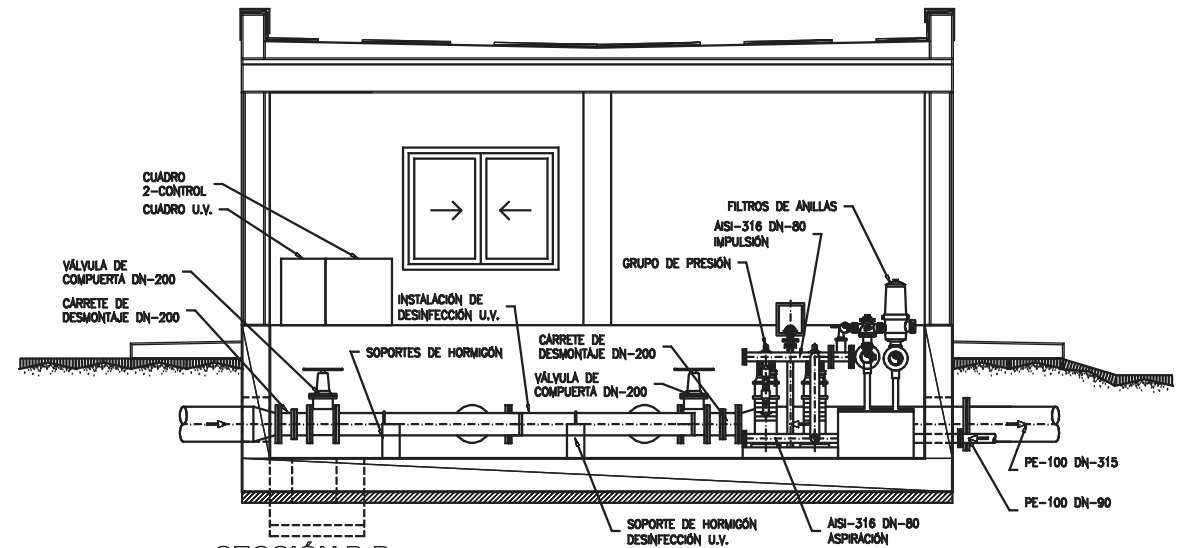 CUADRO
2-CONTROL
CUADRO U.V.
VÁLVULA DE
COMPUERTA DN-200
CARRETE DE
DESMONTAJE DN-200
INSTALACIÓN DE
DESINFECCIÓN U.V.
SOPORTES DE HORMIGÓN
CARRETE DE
DESMONTAJE DN-200
VÁLVULA DE
COMPUERTA DN-200
FILTROS DE ANILLAS
AISI-316 DN-80
IMPULSIÓN
GRUPO DE PRESIÓN
PE-100 DN-315
PE-100 DN-90
SOPORTE DE HORMIGÓN
DESINFECCIÓN U.V.
AISI-316 DN-80
ASPIRACIÓN
SECCIÓN